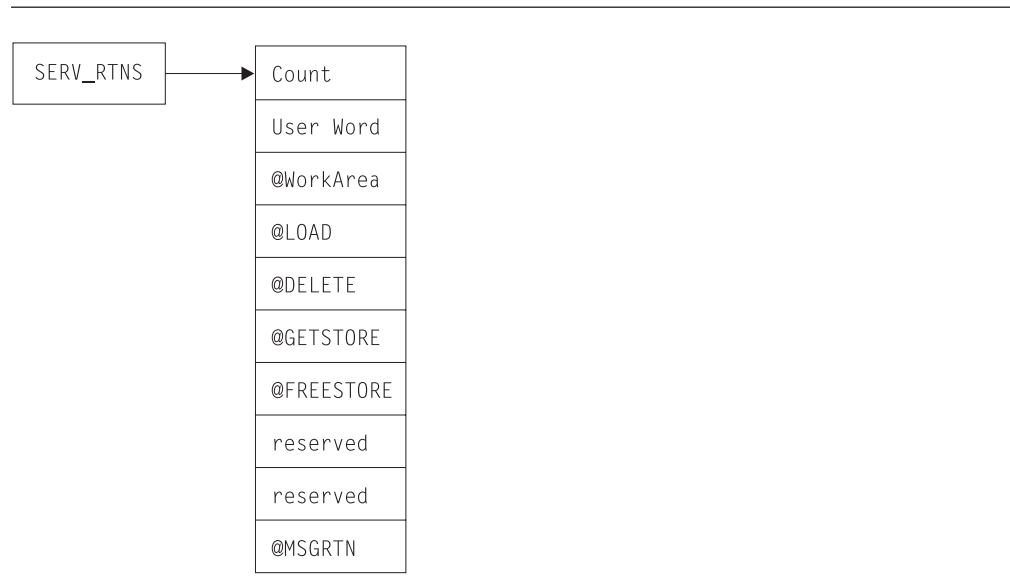 SERV_RTNS
Count
User Word
@WorkArea
@LOAD
@DELETE
@GETSTORE
@FREESTORE
reserved
reserved
@MSGRTN